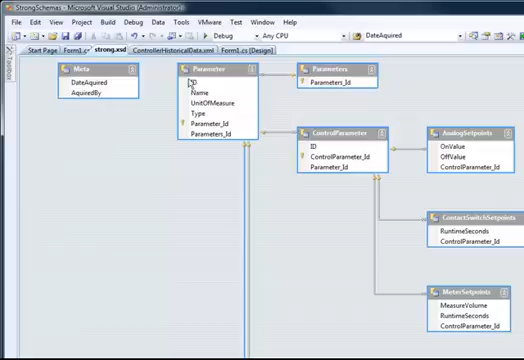 StrongSchemas - Microsoft Visual Studio (Administrator)
File Edit View Project Build Debug Data Tools VMware Test Window Help
Debug Any CPU DateAquired
Start Page Form1.cs strong.xsd ControllerHistoricalData.xml Form1.cs [Design]
Toolbox
Meta
DateAquired
AquiredBy
Parameter
ID
Name
UnitOfMeasure
Type
Parameter_Id
Parameters_Id
Parameters
Parameters_Id
ControlParameter
ID
ControlParameter_Id
Parameter_Id
AnalogSetpoints
OnValue
OffValue
ControlParameter_Id
ContactSwitchSetpoints
RuntimeSeconds
ControlParameter_Id
MeterSetpoints
MeasureVolume
RuntimeSeconds
ControlParameter_Id